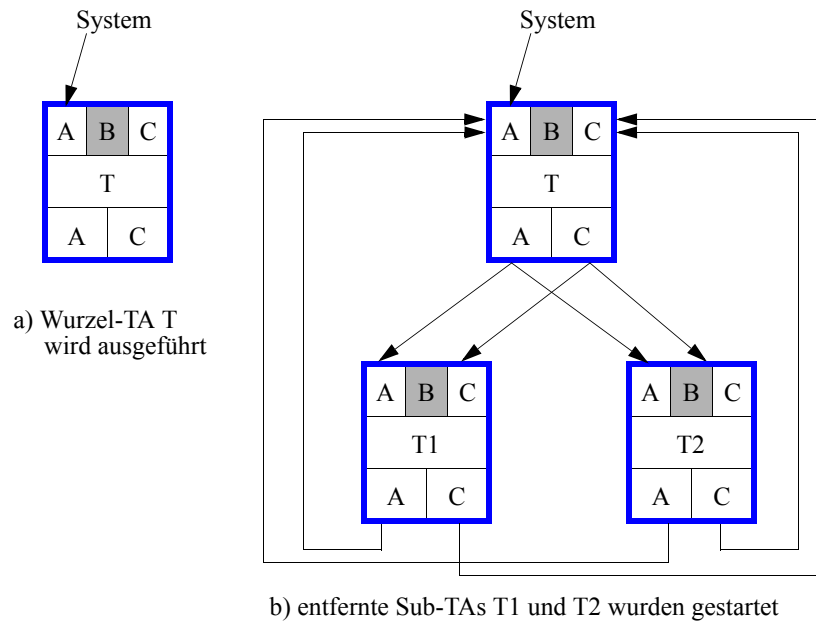 System
System
A B C
T
A C
A B C
T
A C
a) Wurzel-TA T
wird ausgeführt
A B C
T1
A C
A B C
T2
A C
b) entfernte Sub-TAs T1 und T2 wurden gestartet